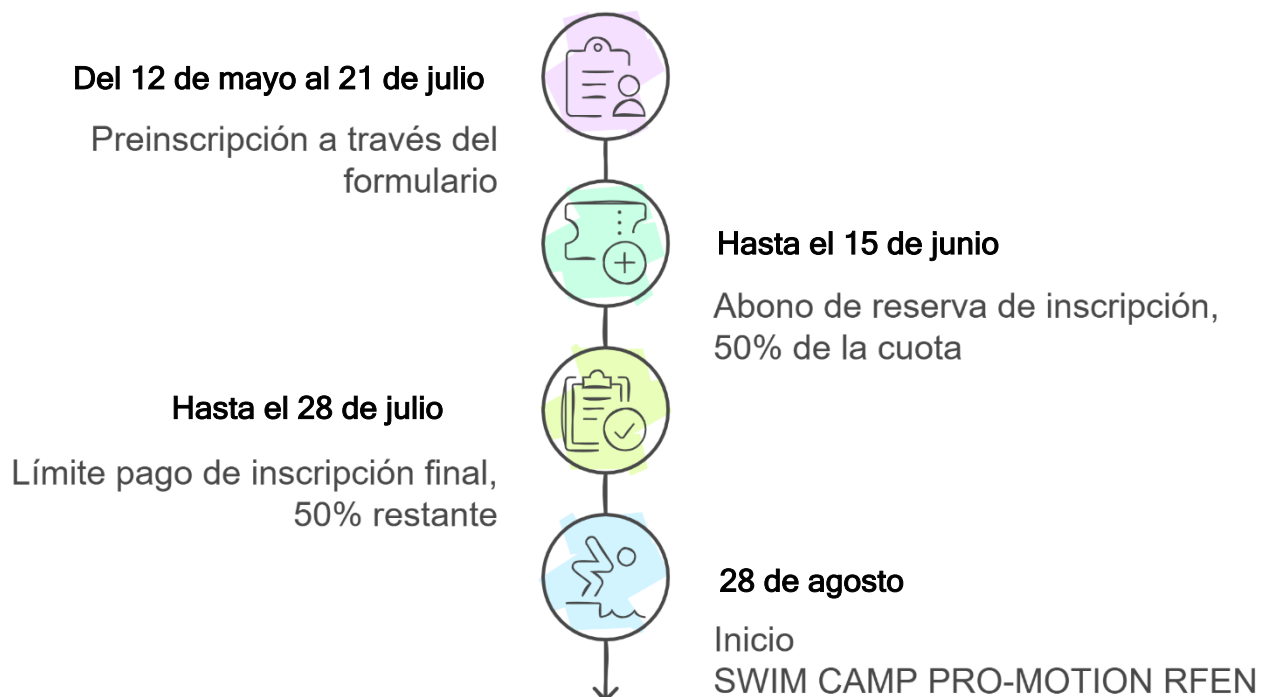 Del 12 de mayo al 21 de julio
Preinscripción a través del
formulario
Hasta el 15 de junio
Abono de reserva de inscripción,
50% de la cuota
Hasta el 28 de julio
Límite pago de inscripción final,
50% restante
28 de agosto
Inicio
SWIM CAMP PRO-MOTION RFEN